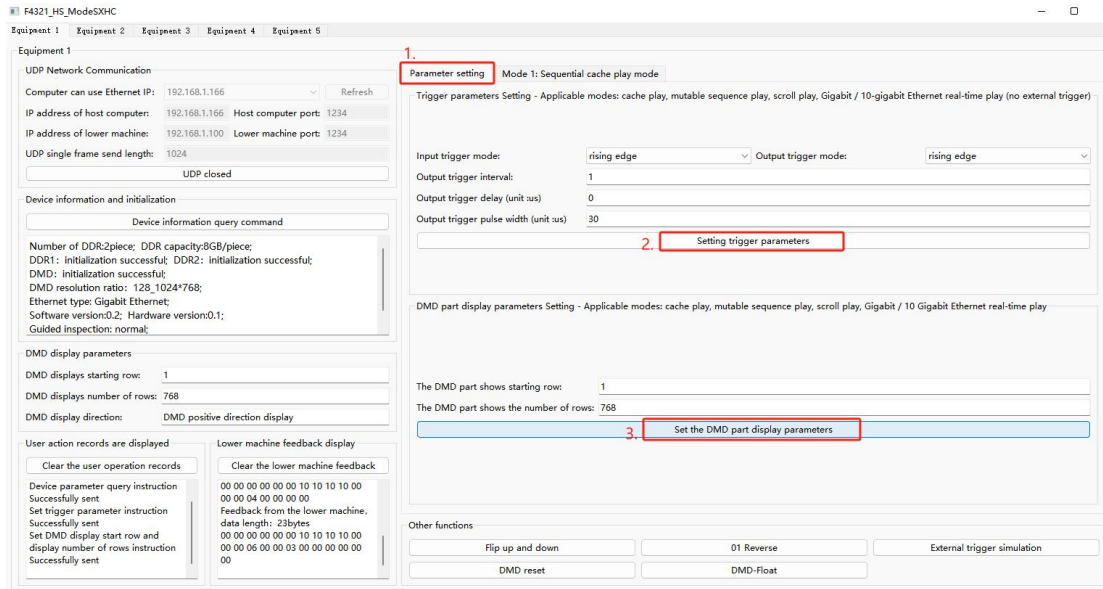 F4321_HS_ModeSXHC
Equipment 1 Equipment 2 Equipment 3 Equipment 4 Equipment 5
Equipment 1
UDP Network Communication
Computer can use Ethernet IP: 192.168.1.166 Refresh
IP address of host computer: 192.168.1.166 Host computer port: 1234
IP address of lower machine: 192.168.1.100 Lower machine port: 1234
UDP single frame send length: 1024
UDP closed
Device information and initialization
Device information query command
Number of DDR:2piece; DDR capacity:8GB/piece;
DDR1: initialization successful; DDR2: initialization successful;
DMD: initialization successful;
DMD resolution ratio: 128_1024*768;
Ethernet type: Gigabit Ethernet;
Software version:0.2; Hardware version:0.1;
Guided inspection: normal;
DMD display parameters
DMD displays starting row: 1
DMD displays number of rows: 768
DMD display direction: DMD positive direction display
User action records are displayed
Clear the user operation records
Device parameter query instruction
Successfully sent
Set trigger parameter instruction
Successfully sent
Set DMD display start row and
display number of rows instruction
Successfully sent
Lower machine feedback display
Clear the lower machine feedback
00 00 00 00 00 00 10 10 10 10 00
00 00 04 00 00 00 00
Feedback from the lower machine,
data length: 23bytes
00 00 00 00 00 00 10 10 10 10 00
00 00 06 00 00 03 00 00 00 00 00
00
1.
Parameter setting Mode 1: Sequential cache play mode
Trigger parameters Setting - Applicable modes: cache play, mutable sequence play, scroll play, Gigabit / 10-gigabit Ethernet real-time play (no external trigger)
Input trigger mode: rising edge Output trigger mode: rising edge
Output trigger interval: 1
Output trigger delay (unit :us) 0
Output trigger pulse width (unit :us) 30
2. Setting trigger parameters
DMD part display parameters Setting - Applicable modes: cache play, mutable sequence play, scroll play, Gigabit / 10 Gigabit Ethernet real-time play
The DMD part shows starting row: 1
The DMD part shows the number of rows: 768
3. Set the DMD part display parameters
Other functions
Flip up and down 01 Reverse External trigger simulation
DMD reset DMD-Float